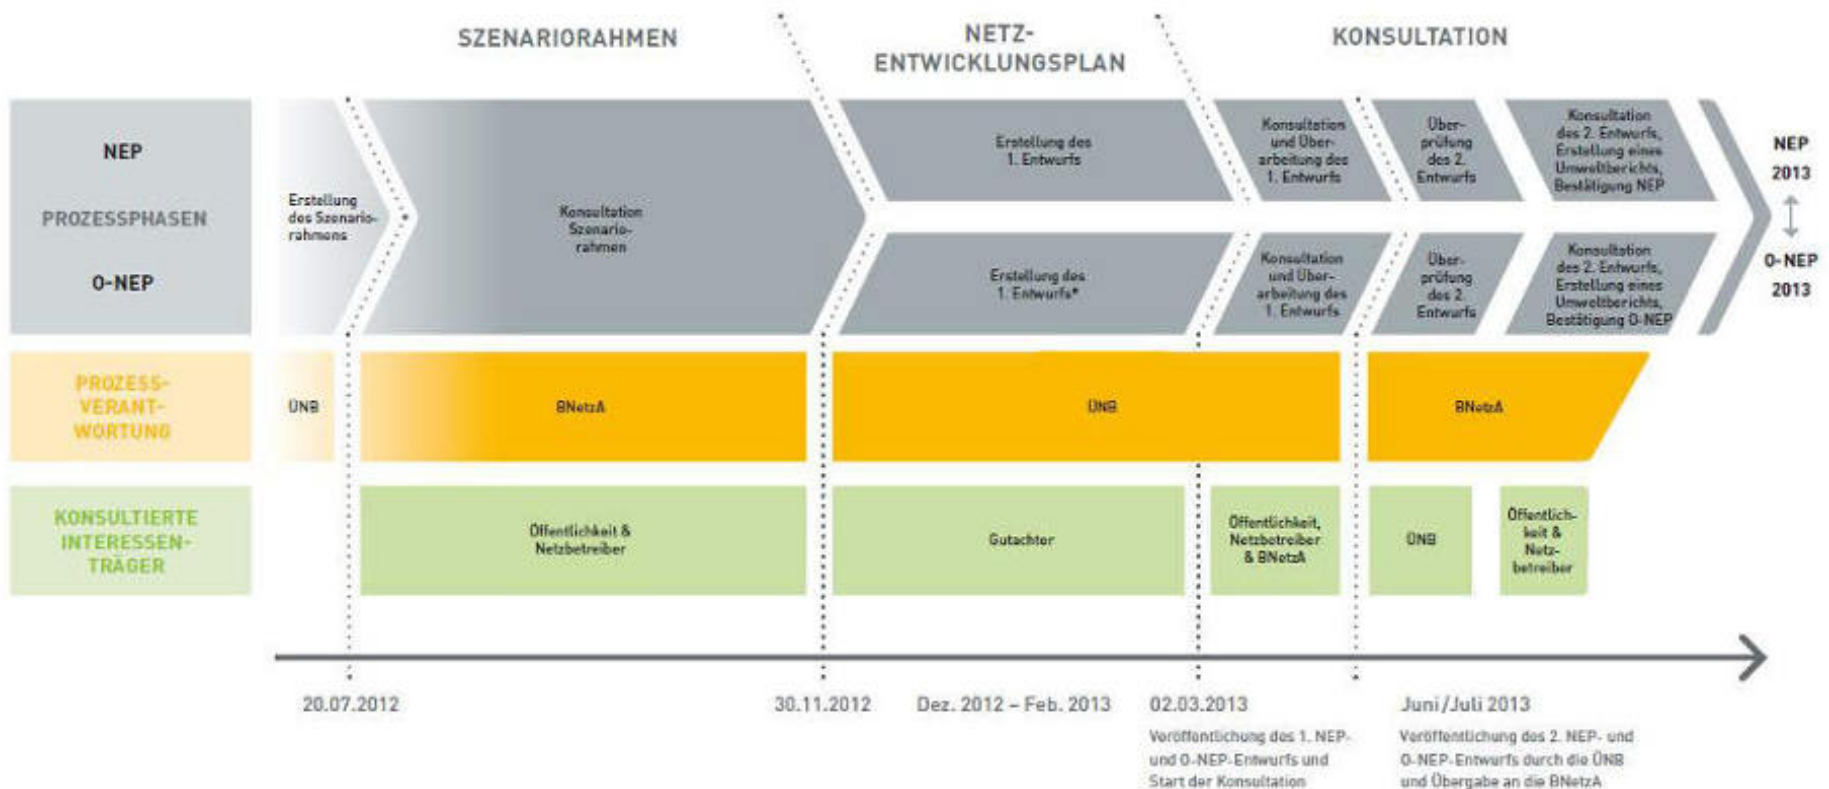 SZENARIORAHMEN
NETZ-
ENTWICKLUNGSPLAN
KONSULTATION
NEP
PROZESSPHASEN
O-NEP
Erstellung
des Szenario-
rahmens
Konsultation
Szenario-
rahmen
Erstellung des
1. Entwurfs
Konsultation
und Über-
arbeitung des
1. Entwurfs
Über-
prüfung
des 2.
Entwurfs
Konsultation
des 2. Entwurfs,
Erstellung eines
Umweltberichts,
Bestätigung NEP
Erstellung des
1. Entwurfs*
Konsultation
und Über-
arbeitung des
1. Entwurfs
Über-
prüfung
des 2.
Entwurfs
Konsultation
des 2. Entwurfs,
Erstellung eines
Umweltberichts,
Bestätigung O-NEP
NEP
2013
O-NEP
2013
PROZESS-
VERANT-
WORTUNG
ÜNB
BNetzA
ÜNB
BNetzA
KONSULTIERTE
INTERESSEN-
TRÄGER
Öffentlichkeit &
Netzbetreiber
Gutachter
Öffentlichkeit,
Netzbetreiber
& BNetzA
ÜNB
Öffentlich-
keit &
Netz-
betreiber
20.07.2012
30.11.2012
Dez. 2012 – Feb. 2013
02.03.2013
Veröffentlichung des 1. NEP-
und O-NEP-Entwurfs und
Start der Konsultation
Juni/Juli 2013
Veröffentlichung des 2. NEP- und
O-NEP-Entwurfs durch die ÜNB
und Übergabe an die BNetzA